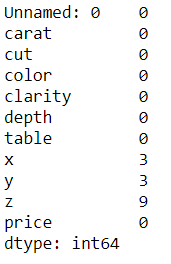 Unnamed: 0    0
carat         0
cut           0
color         0
clarity       0
depth         0
table         0
x             3
y             3
z             9
price         0
dtype: int64